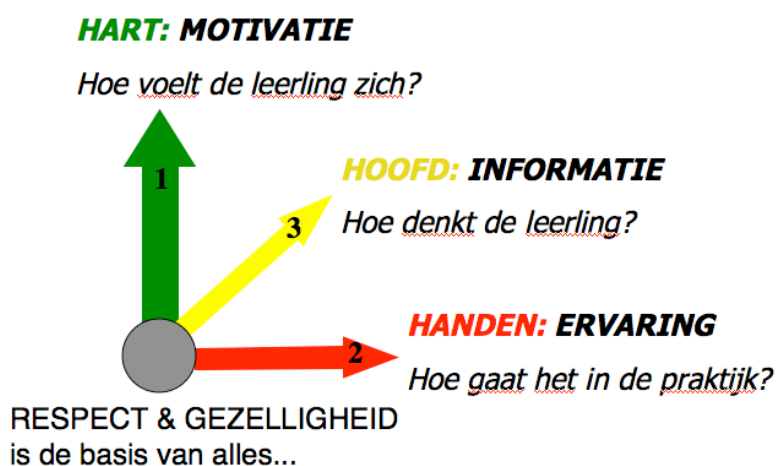 HART: MOTIVATIE
Hoe voelt de leerling zich?
1
HOOFD: INFORMATIE
3
Hoe denkt de leerling?
HANDEN: ERVARING
2
Hoe gaat het in de praktijk?
RESPECT & GEZELLIGHEID
is de basis van alles...